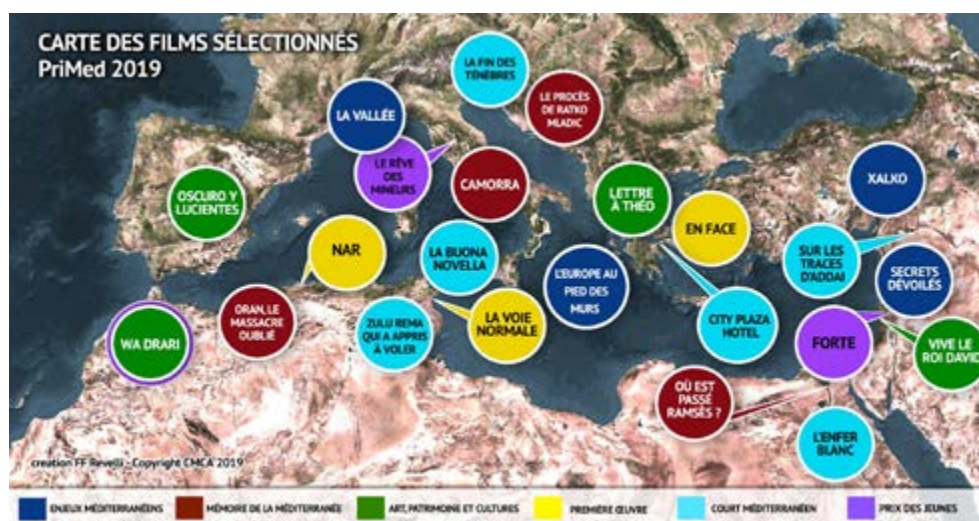 CARTE DES FILMS SÉLECTIONNÉS
PriMed 2019
LA FIN DES
TÉNÈBRES
LE PROCÈS
DE RATKO
MLADIC
LA VALLÉE
LE RÊVE
DES
MINEURS
CAMORRA
XALKO
OSCURO Y
LUCIENTES
LETTRE
À THÉO
EN FACE
NAR
LA BUONA
NOVELLA
SUR LES
TRACES
D'ADDAI
L'EUROPE AU
PIED DES
MURS
SECRETS
DÉVOILÉS
ORAN, LE
MASSACRE
OUBLIÉ
ZULU REMA
QUI A APPRIS
À VOLER
LA VOIE
NORMALE
CITY PLAZA
HOTEL
WA DRARI
FORTE
VIVE LE
ROI DAVID
OÙ EST
PASSÉ
RAMSÈS ?
L'ENFER
BLANC
creation FF Revelli - Copyright CMCA 2019
ENJEUX MÉDITERRANÉENS
MÉMOIRE DE LA MÉDITERRANÉE
ART, PATRIMOINE ET CULTURES
PREMIÈRE ŒUVRE
COURT MÉDITERRANÉEN
PRIX DES JEUNES